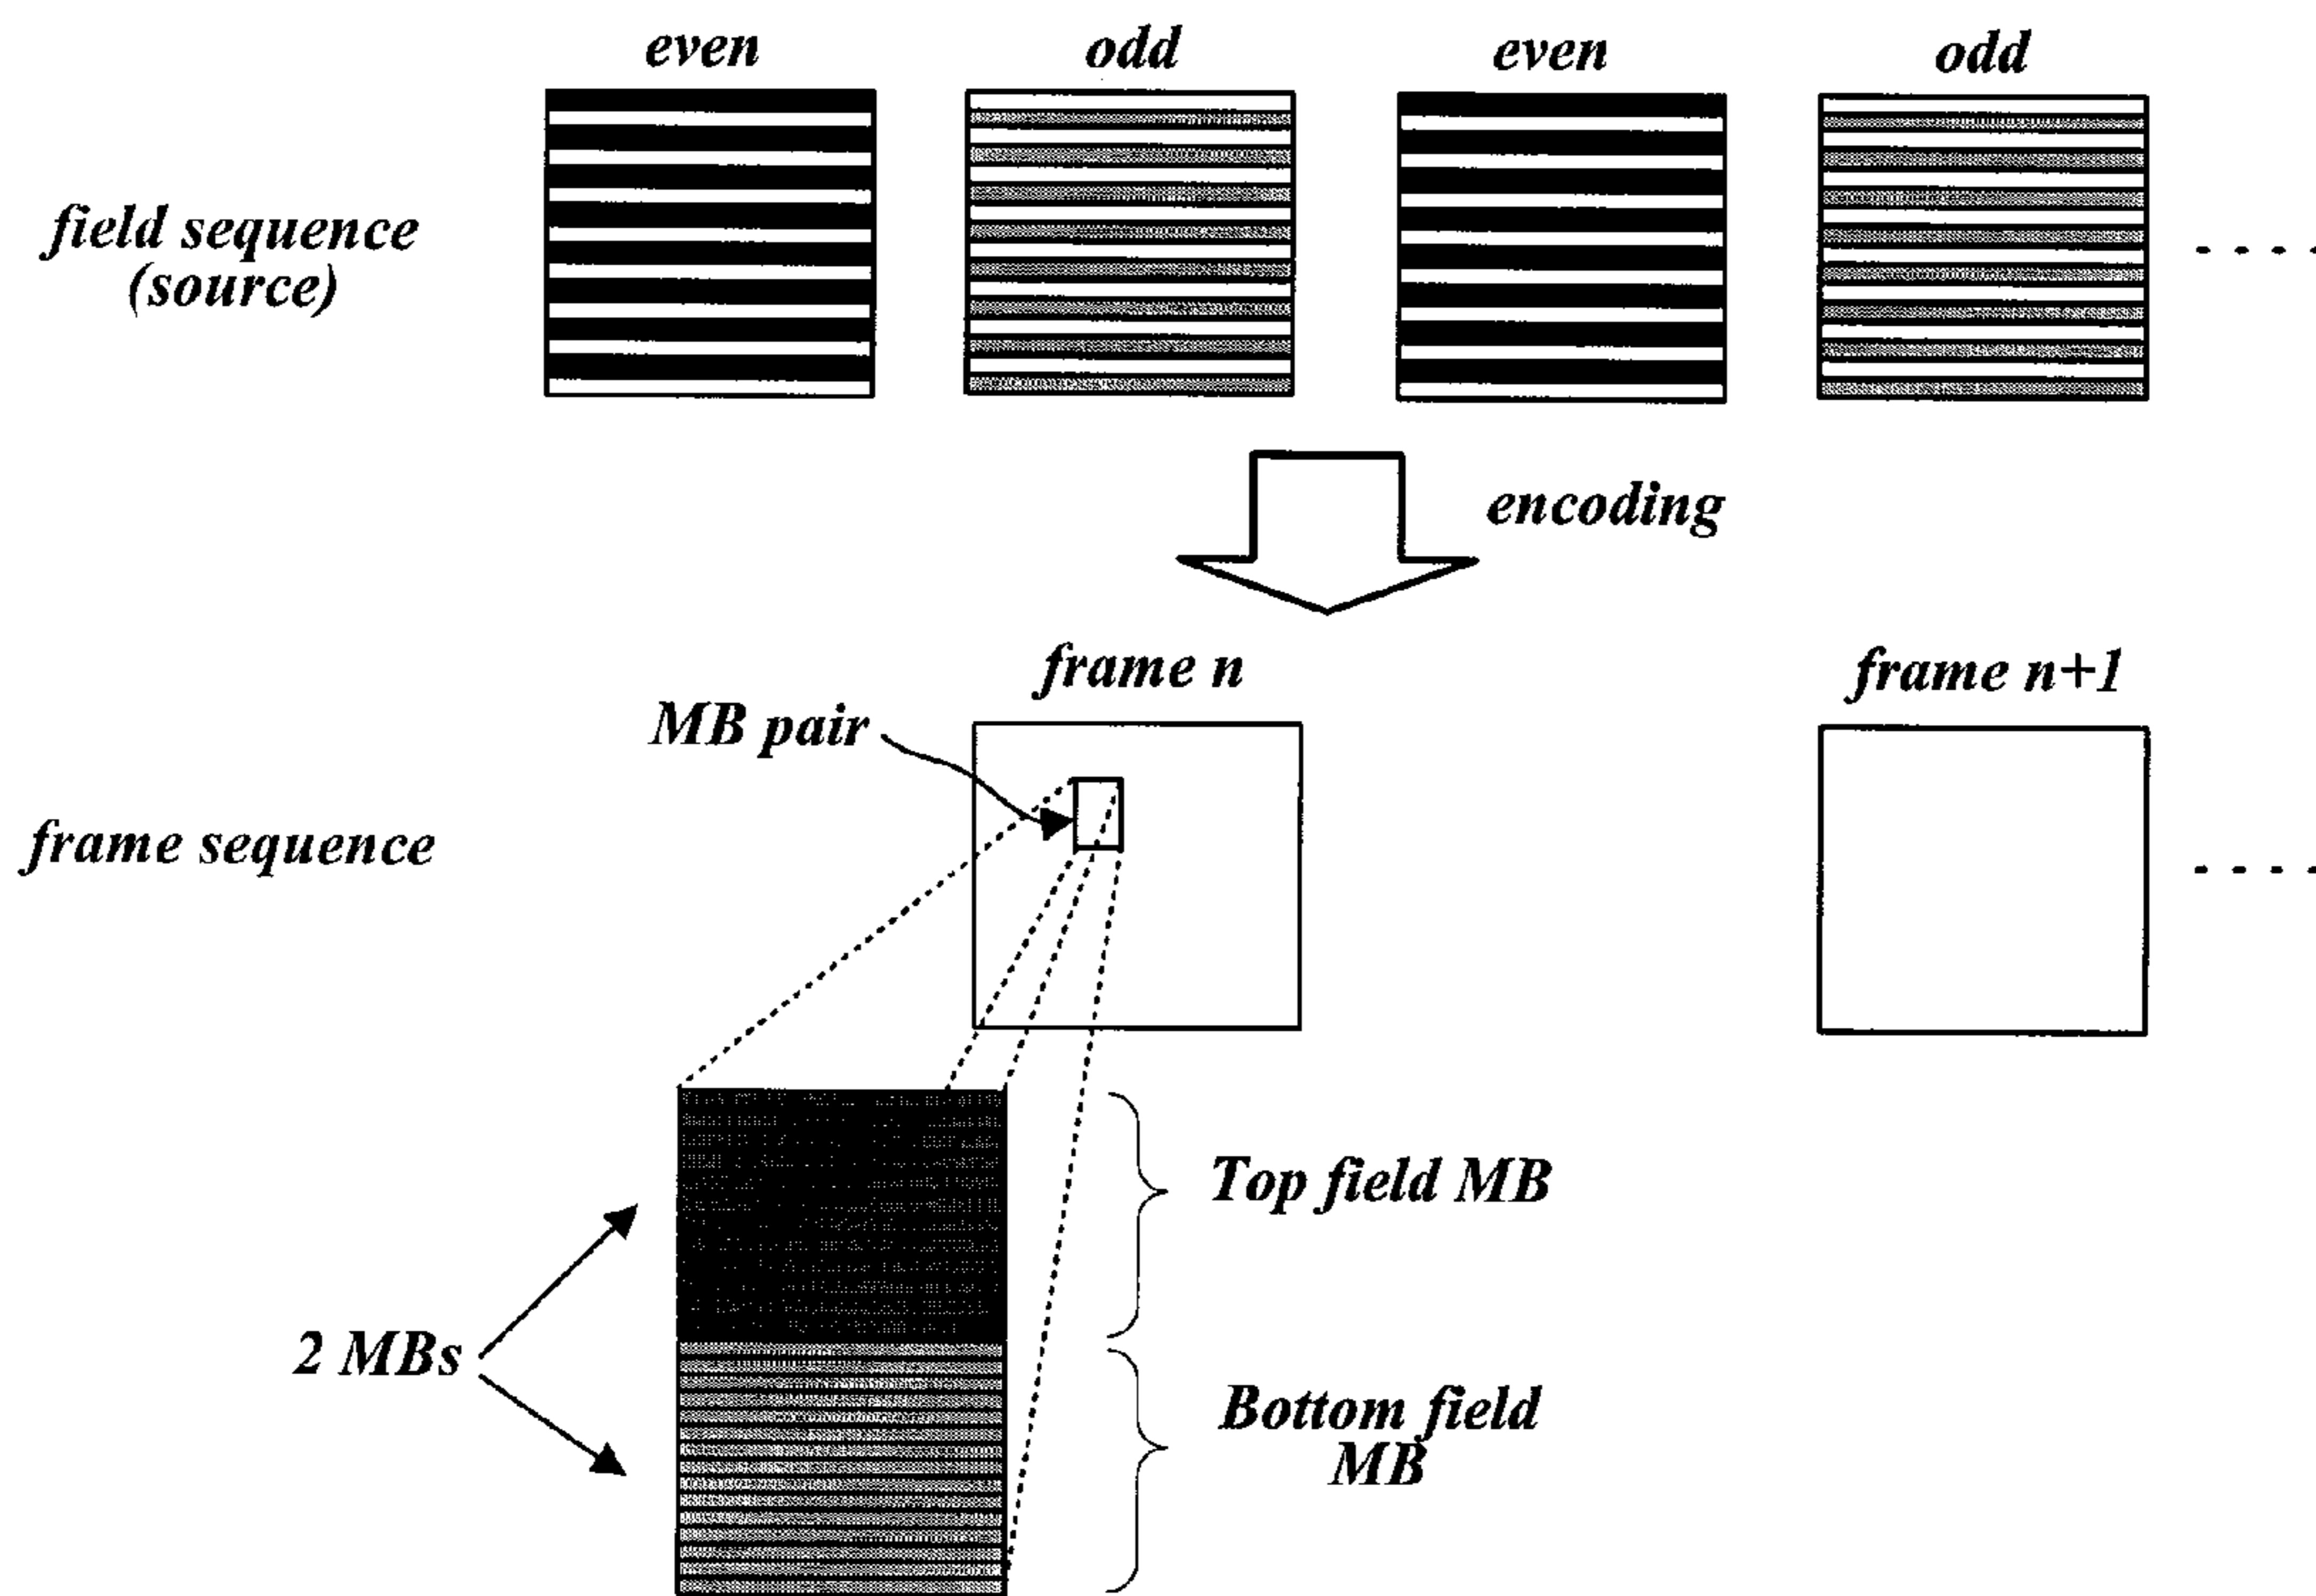 even
odd
even
odd
field sequence
(source)
encoding
frame n
frame n+1
MB pair
frame sequence
Top field MB
2 MBs
Bottom field
MB